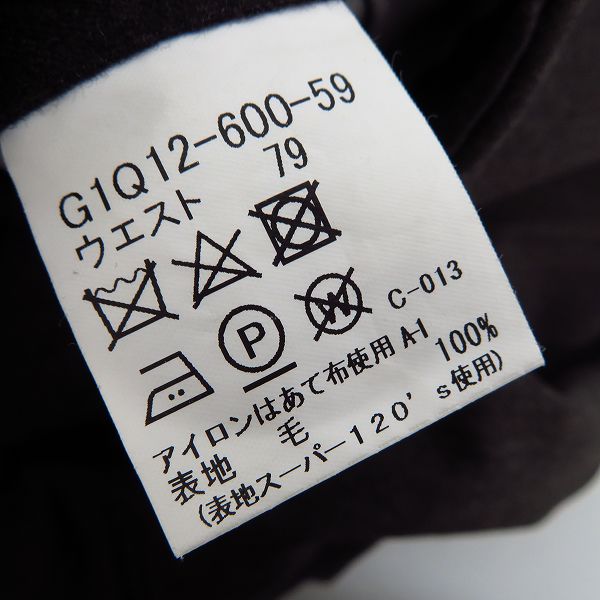 G1Q12-600-59
ウエスト 79
P W C-013
アイロンはあて布使用 A-1
表地 毛 100%
(表地スーパー120's使用)